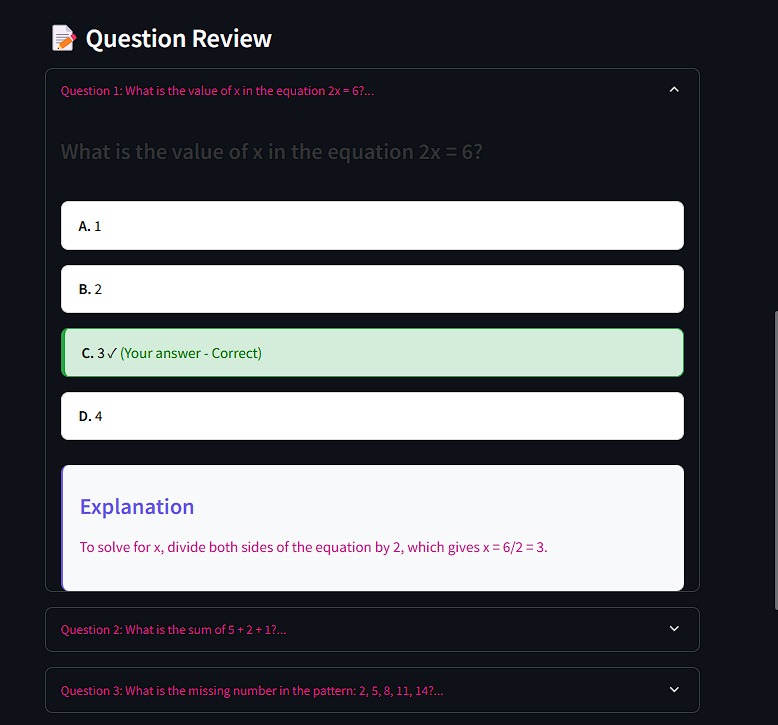 📝 Question Review
Question 1: What is the value of x in the equation 2x = 6?...
What is the value of x in the equation 2x = 6?
A. 1
B. 2
C. 3 ✓ (Your answer - Correct)
D. 4
Explanation
To solve for x, divide both sides of the equation by 2, which gives x = 6/2 = 3.
Question 2: What is the sum of 5 + 2 + 1?...
Question 3: What is the missing number in the pattern: 2, 5, 8, 11, 14?...